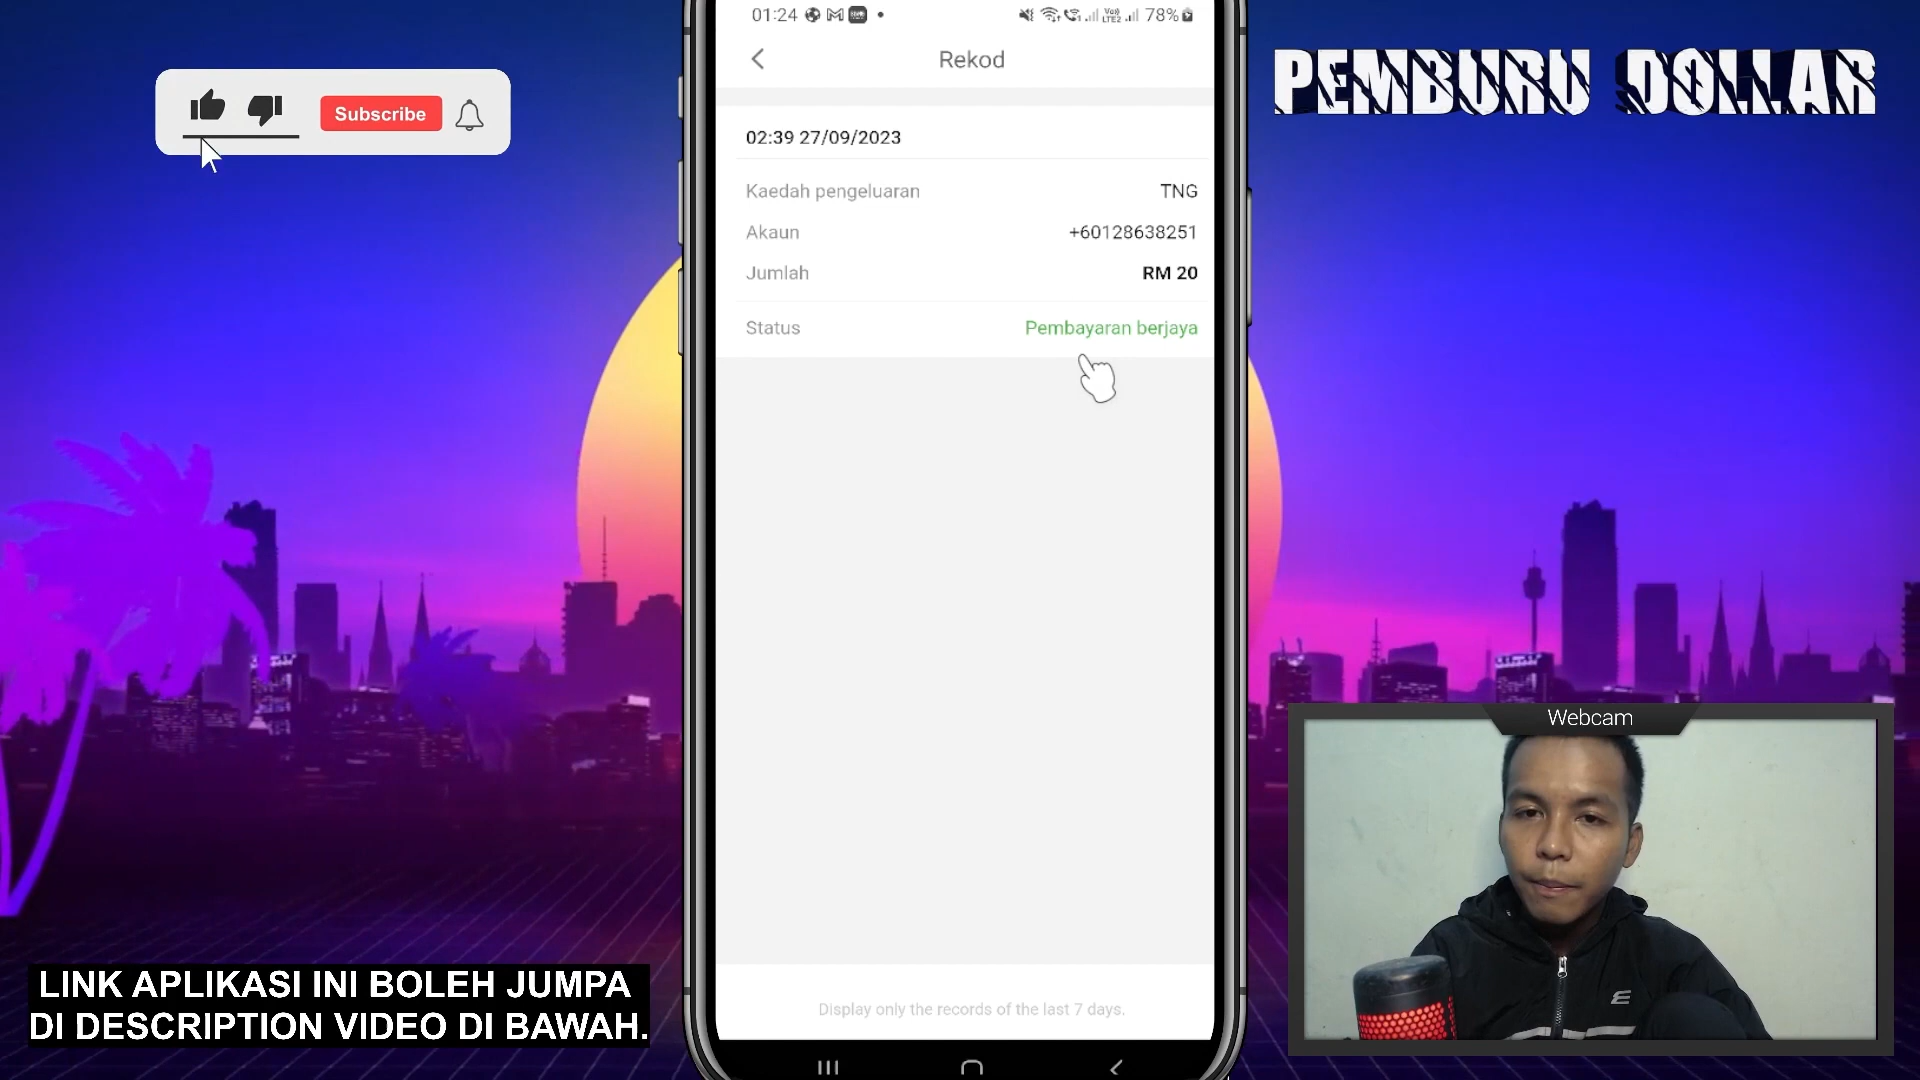 01:24
Vo))
LTE2
78%
Rekod
PEMBURU DOLLAR
Subscribe
02:39 27/09/2023
Kaedah pengeluaran TNG
Akaun +60128638251
Jumlah RM 20
Status Pembayaran berjaya
Webcam
LINK APLIKASI INI BOLEH JUMPA
DI DESCRIPTION VIDEO DI BAWAH.
Display only the records of the last 7 days.